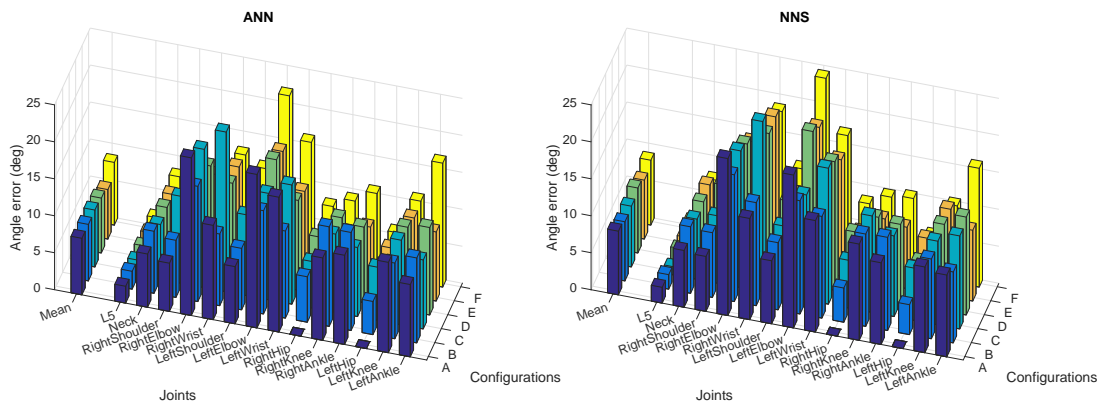 ANN
25
20
15
10
5
0
Angle error (deg)
Mean
L5
Neck
RightShoulder
RightElbow
RightWrist
LeftShoulder
LeftElbow
LeftWrist
RightHip
RightKnee
RightAnkle
LeftHip
LeftKnee
LeftAnkle
F
E
D
C
B
A
Configurations
Joints
NNS
25
20
15
10
5
0
Angle error (deg)
Mean
L5
Neck
RightShoulder
RightElbow
RightWrist
LeftShoulder
LeftElbow
LeftWrist
RightHip
RightKnee
RightAnkle
LeftHip
LeftKnee
LeftAnkle
F
E
D
C
B
A
Configurations
Joints